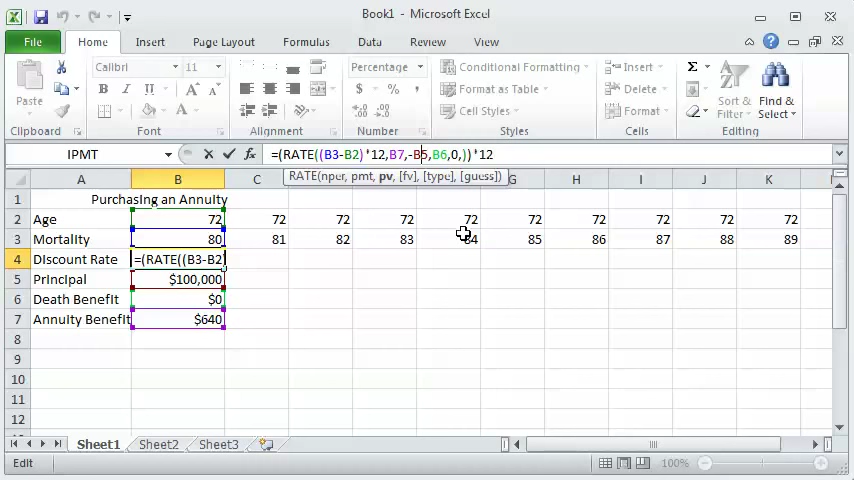 Book1 - Microsoft Excel
File Home Insert Page Layout Formulas Data Review View
Paste
Calibri 11
B I U A A
Percentage
$ % ,
Conditional Formatting
Format as Table
Cell Styles
Insert
Delete
Format
Σ
Sort &
Filter
Find &
Select
Clipboard Font Alignment Number Styles Cells Editing
IPMT fx =(RATE((B3-B2)*12,B7,-B5,B6,0,))*12
RATE(nper, pmt, pv, [fv], [type], [guess])
A B C D E F G H I J K
1 Purchasing an Annuity
2 Age 72 72 72 72 72 72 72 72 72 72
3 Mortality 80 81 82 83 84 85 86 87 88 89
4 Discount Rate =(RATE((B3-B2)
5 Principal $100,000
6 Death Benefit $0
7 Annuity Benefit $640
8
9
10
11
12
Sheet1 Sheet2 Sheet3
Edit 100%